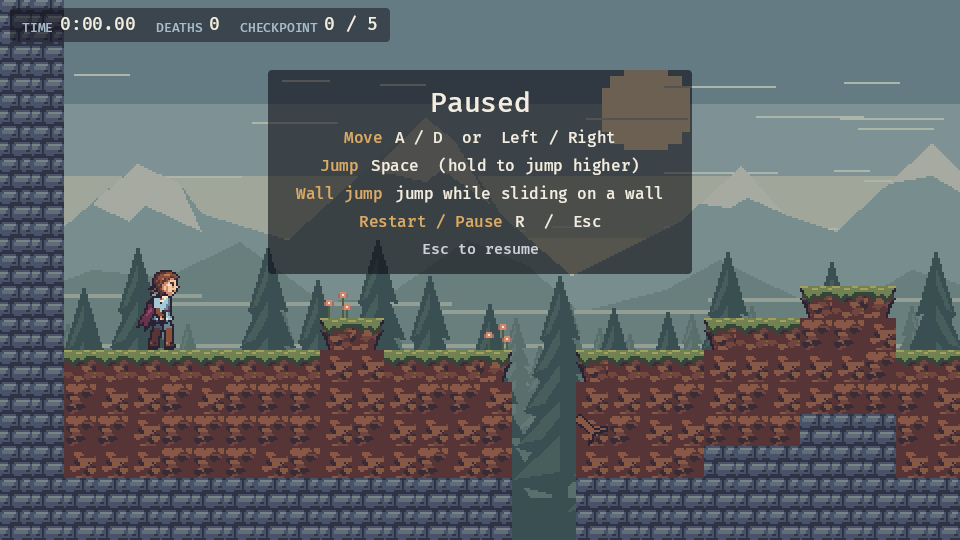 TIME 0:00.00 DEATHS 0 CHECKPOINT 0 / 5
Paused
Move A / D or Left / Right
Jump Space (hold to jump higher)
Wall jump jump while sliding on a wall
Restart / Pause R / Esc
Esc to resume